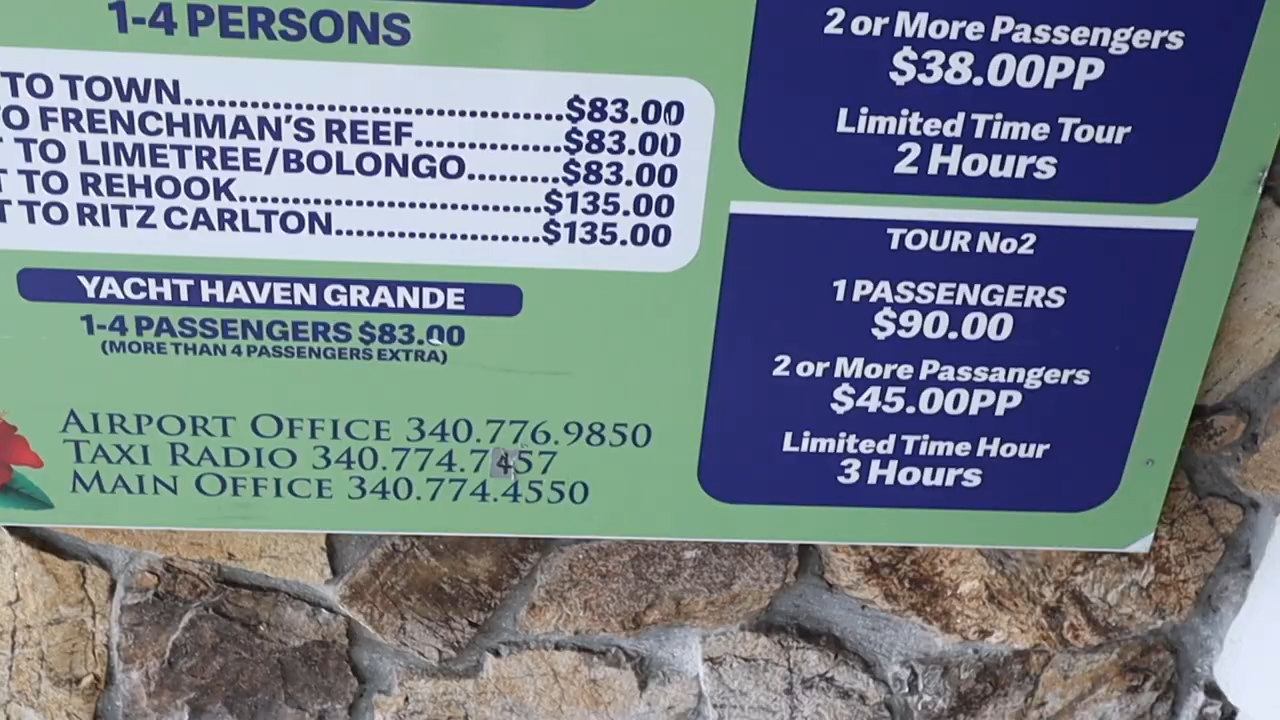 1-4 PERSONS
TO TOWN..............................$83.00
O FRENCHMAN'S REEF..............$83.00
TO LIMETREE/BOLONGO.........$83.00
TO REHOOK..............................$135.00
T TO RITZ CARLTON....................$135.00
YACHT HAVEN GRANDE
1-4 PASSENGERS $83.00
(MORE THAN 4 PASSENGERS EXTRA)
AIRPORT OFFICE 340.776.9850
TAXI RADIO 340.774.7457
MAIN OFFICE 340.774.4550
2 or More Passengers
$38.00PP
Limited Time Tour
2 Hours
TOUR No2
1 PASSENGERS
$90.00
2 or More Passangers
$45.00PP
Limited Time Hour
3 Hours